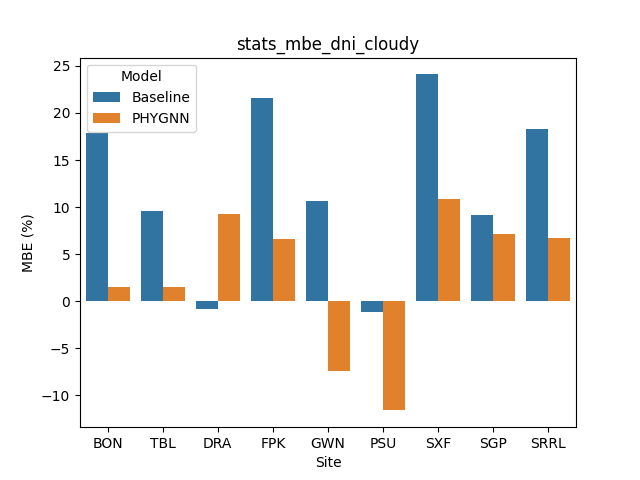 stats_mbe_dni_cloudy
Model
Baseline
PHYGNN
MBE (%)
25
20
15
10
5
0
−5
−10
BON TBL DRA FPK GWN PSU SXF SGP SRRL
Site